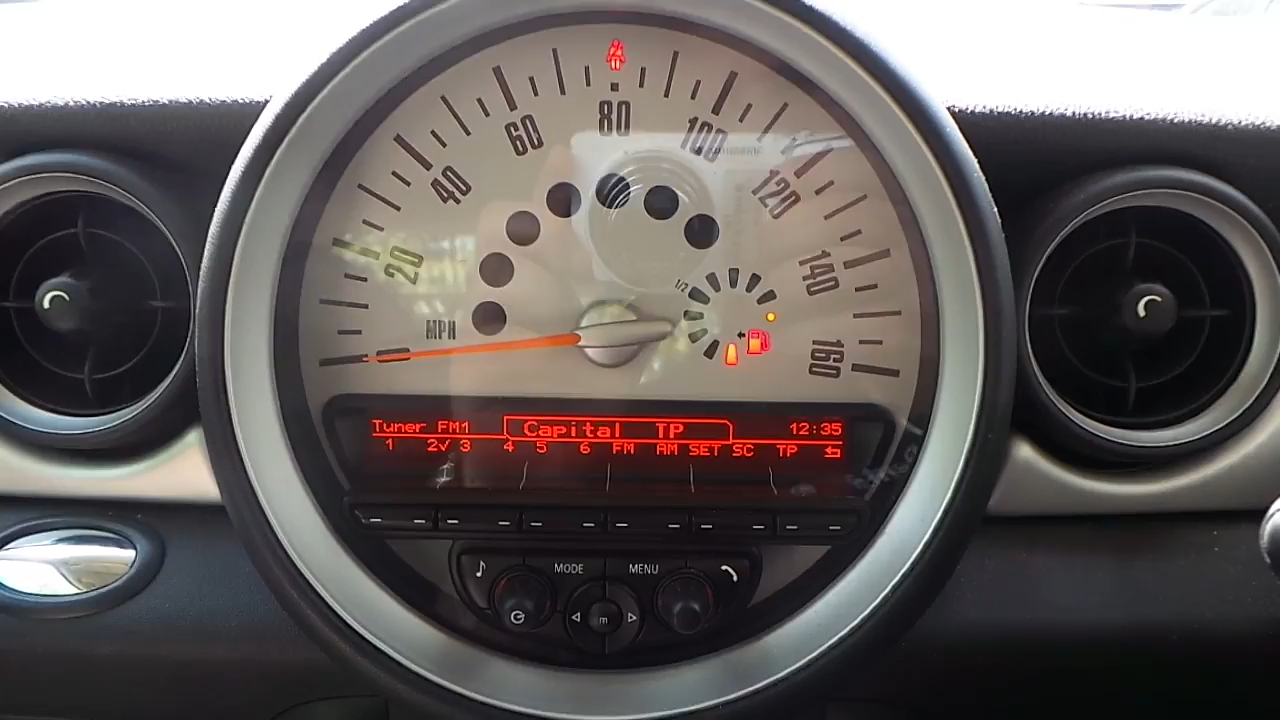 80
60
100
40
120
20
140
1/2
MPH
0
160
Tuner FM1 Capital TP 12:35
1 2✓ 3 4 5 6 FM AM SET SC TP
MODE MENU
m